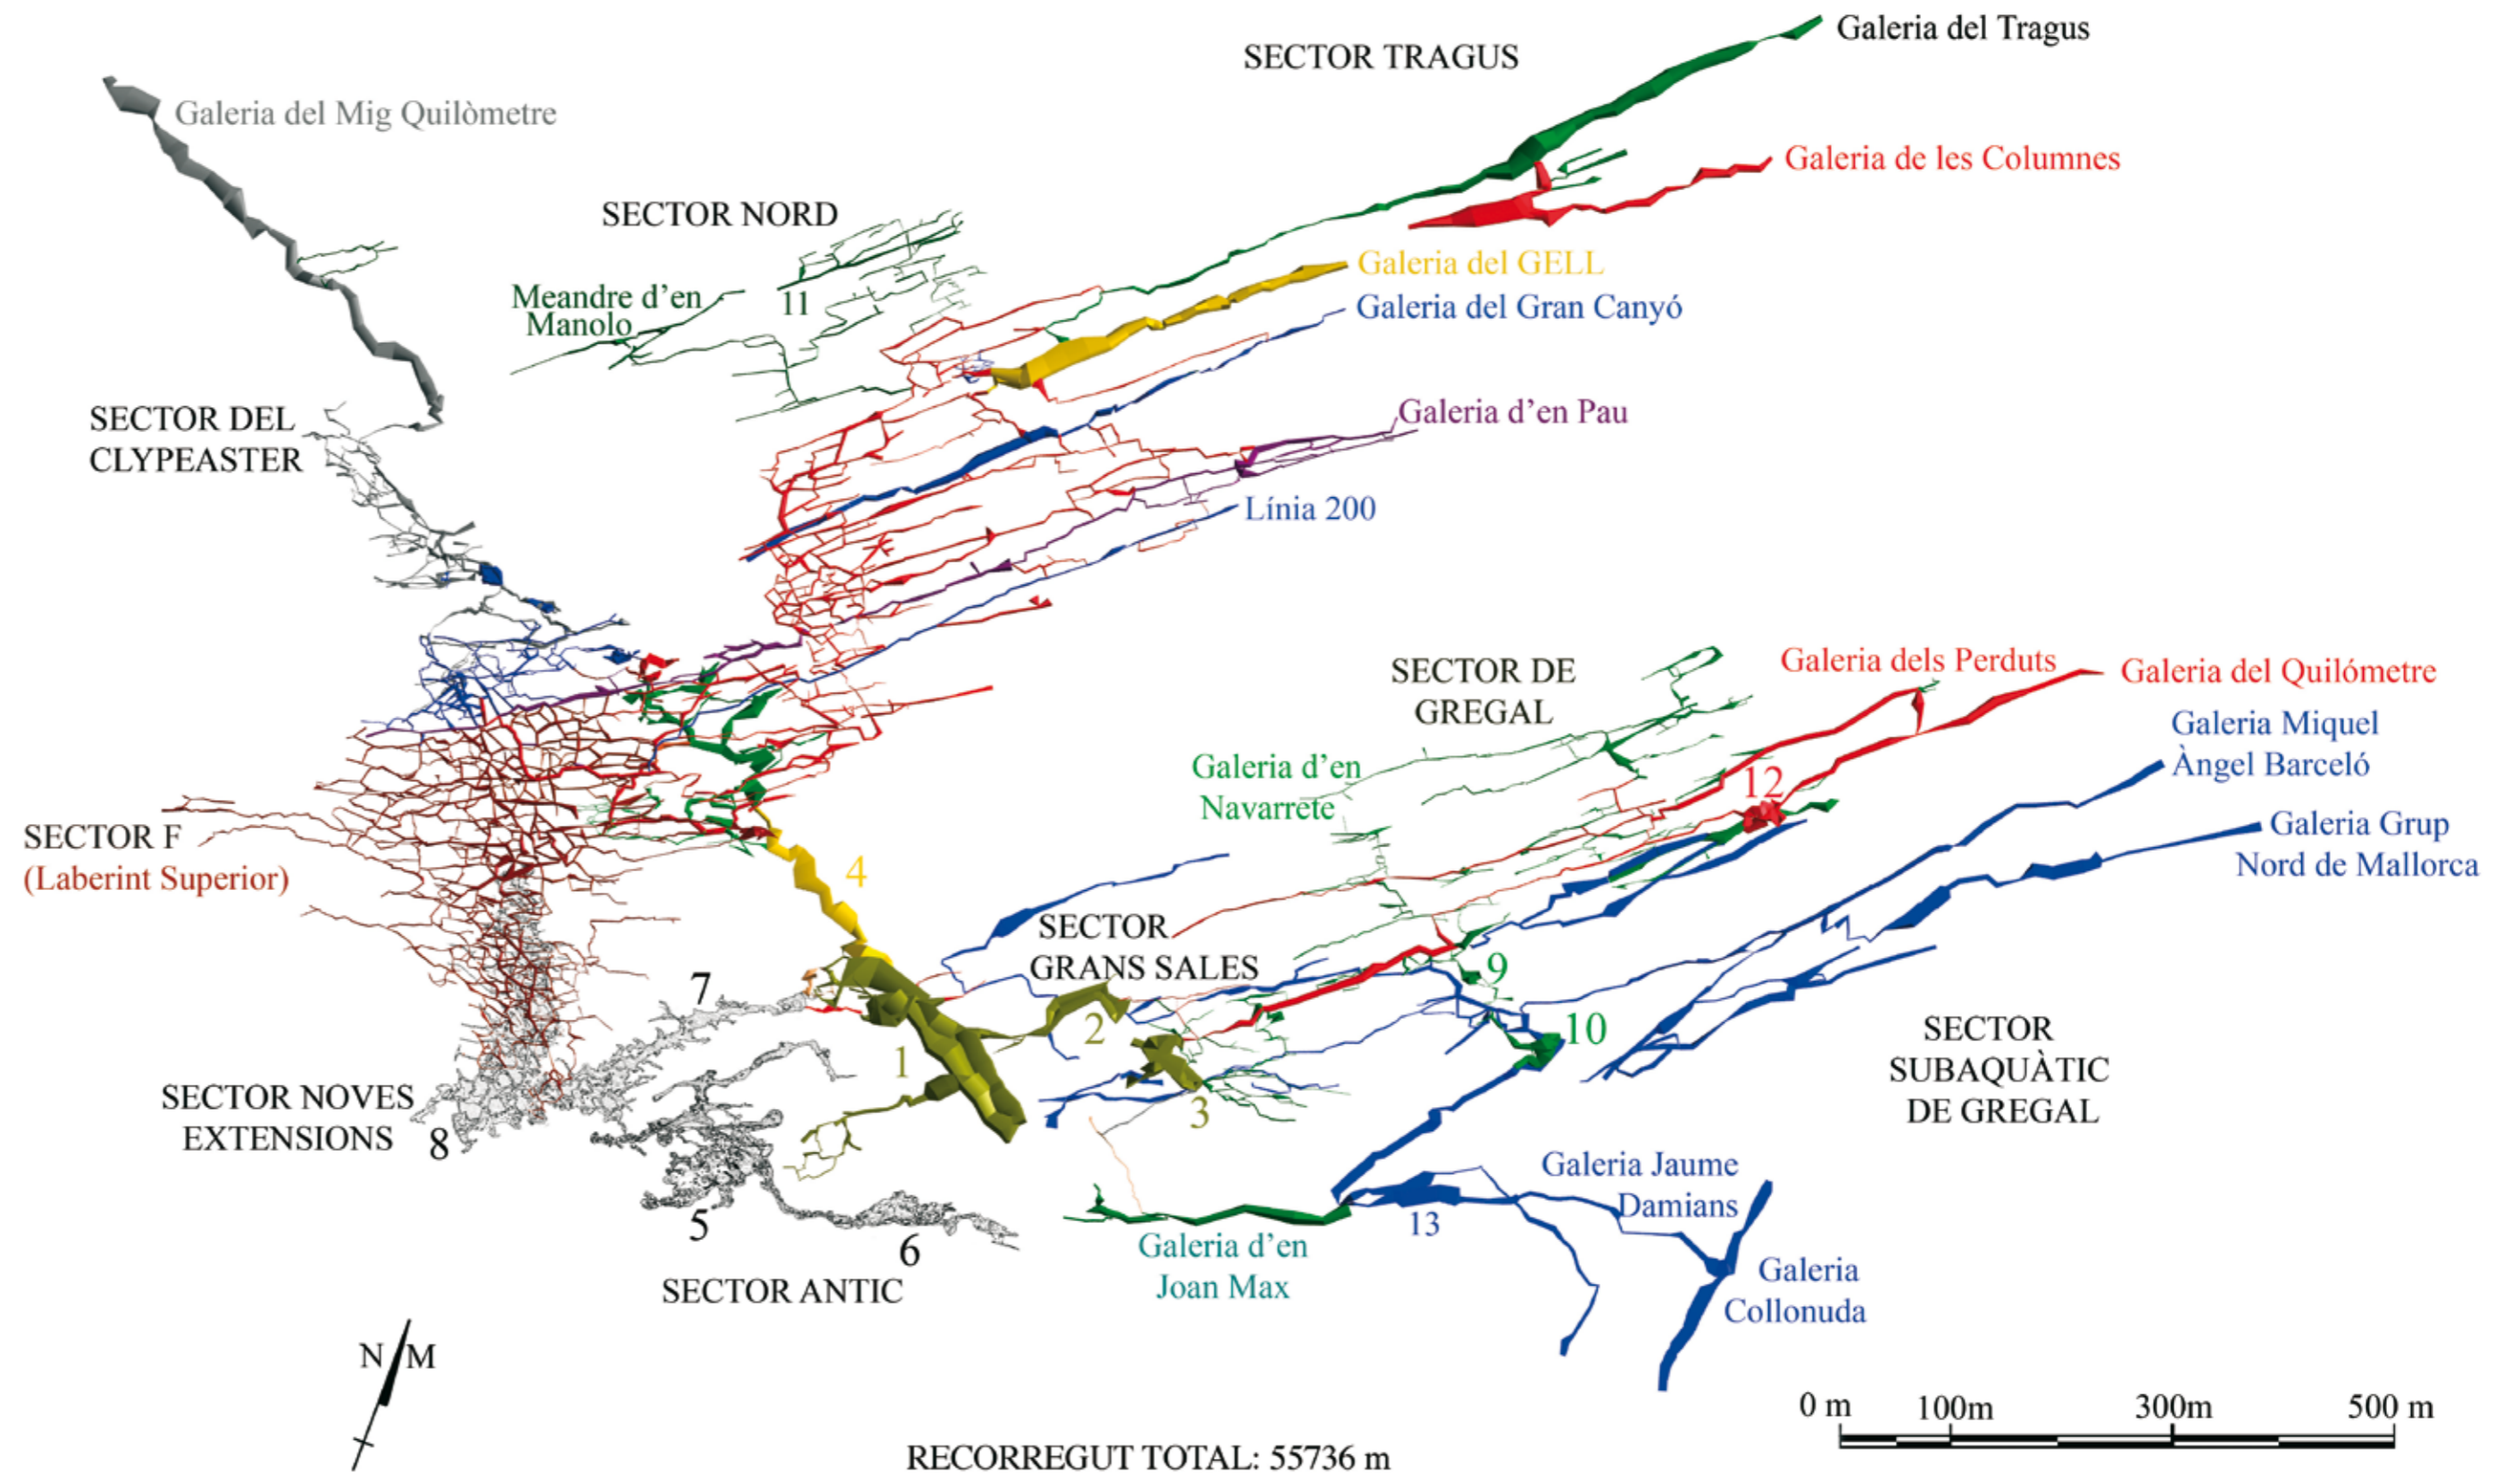 Galeria del Tragus
SECTOR TRAGUS
Galeria del Mig Quilòmetre
Galeria de les Columnes
SECTOR NORD
Galeria del GELL
Meandre d’en
Manolo
11
Galeria del Gran Canyó
SECTOR DEL
CLYPEASTER
Galeria d’en Pau
Línia 200
SECTOR DE
GREGAL
Galeria dels Perduts
Galeria del Quilómetre
Galeria Miquel
Àngel Barceló
Galeria d’en
Navarrete
12
SECTOR F
(Laberint Superior)
4
Galeria Grup
Nord de Mallorca
SECTOR
GRANS SALES
7
9
1
2
10
SECTOR
SUBAQUÀTIC
DE GREGAL
SECTOR NOVES
EXTENSIONS
8
3
5
6
Galeria Jaume
Damians
13
Galeria d’en
Joan Max
Galeria
Collonuda
SECTOR ANTIC
N M
0 m 100m 300m 500 m
RECORREGUT TOTAL: 55736 m